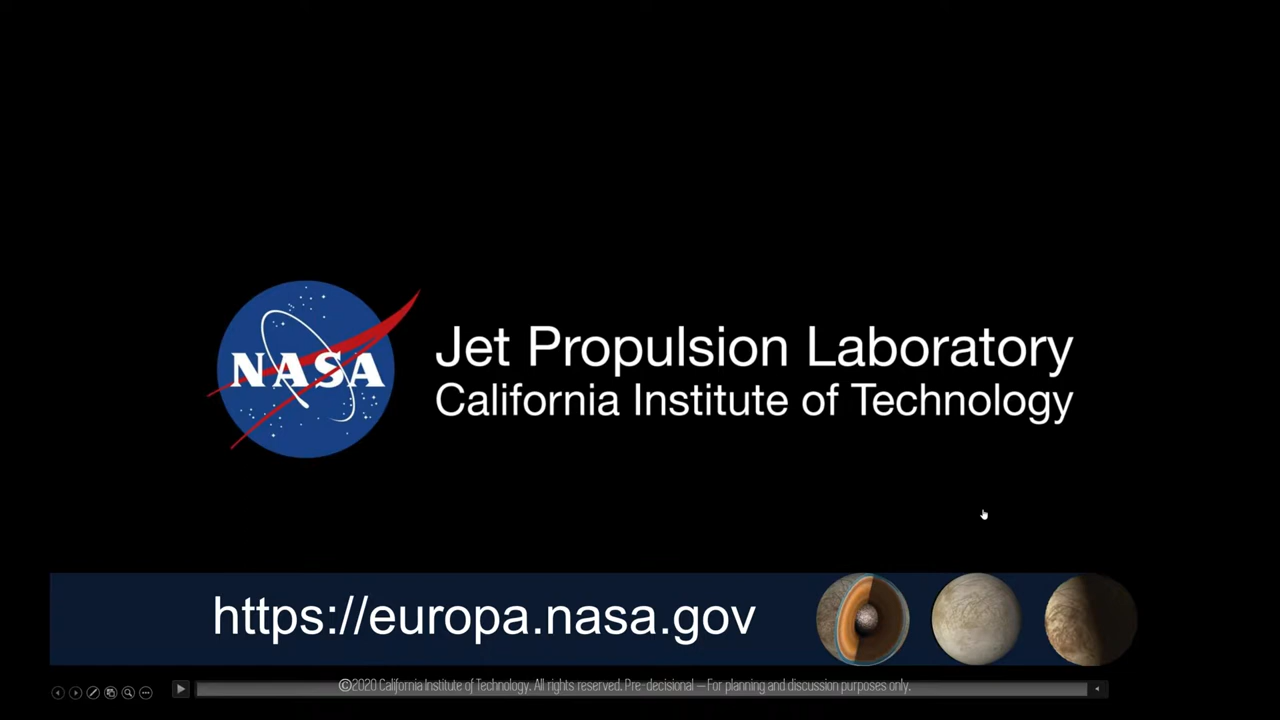 NASA
Jet Propulsion Laboratory
California Institute of Technology
https://europa.nasa.gov
©2020 California Institute of Technology. All rights reserved. Pre-decisional – For planning and discussion purposes only.